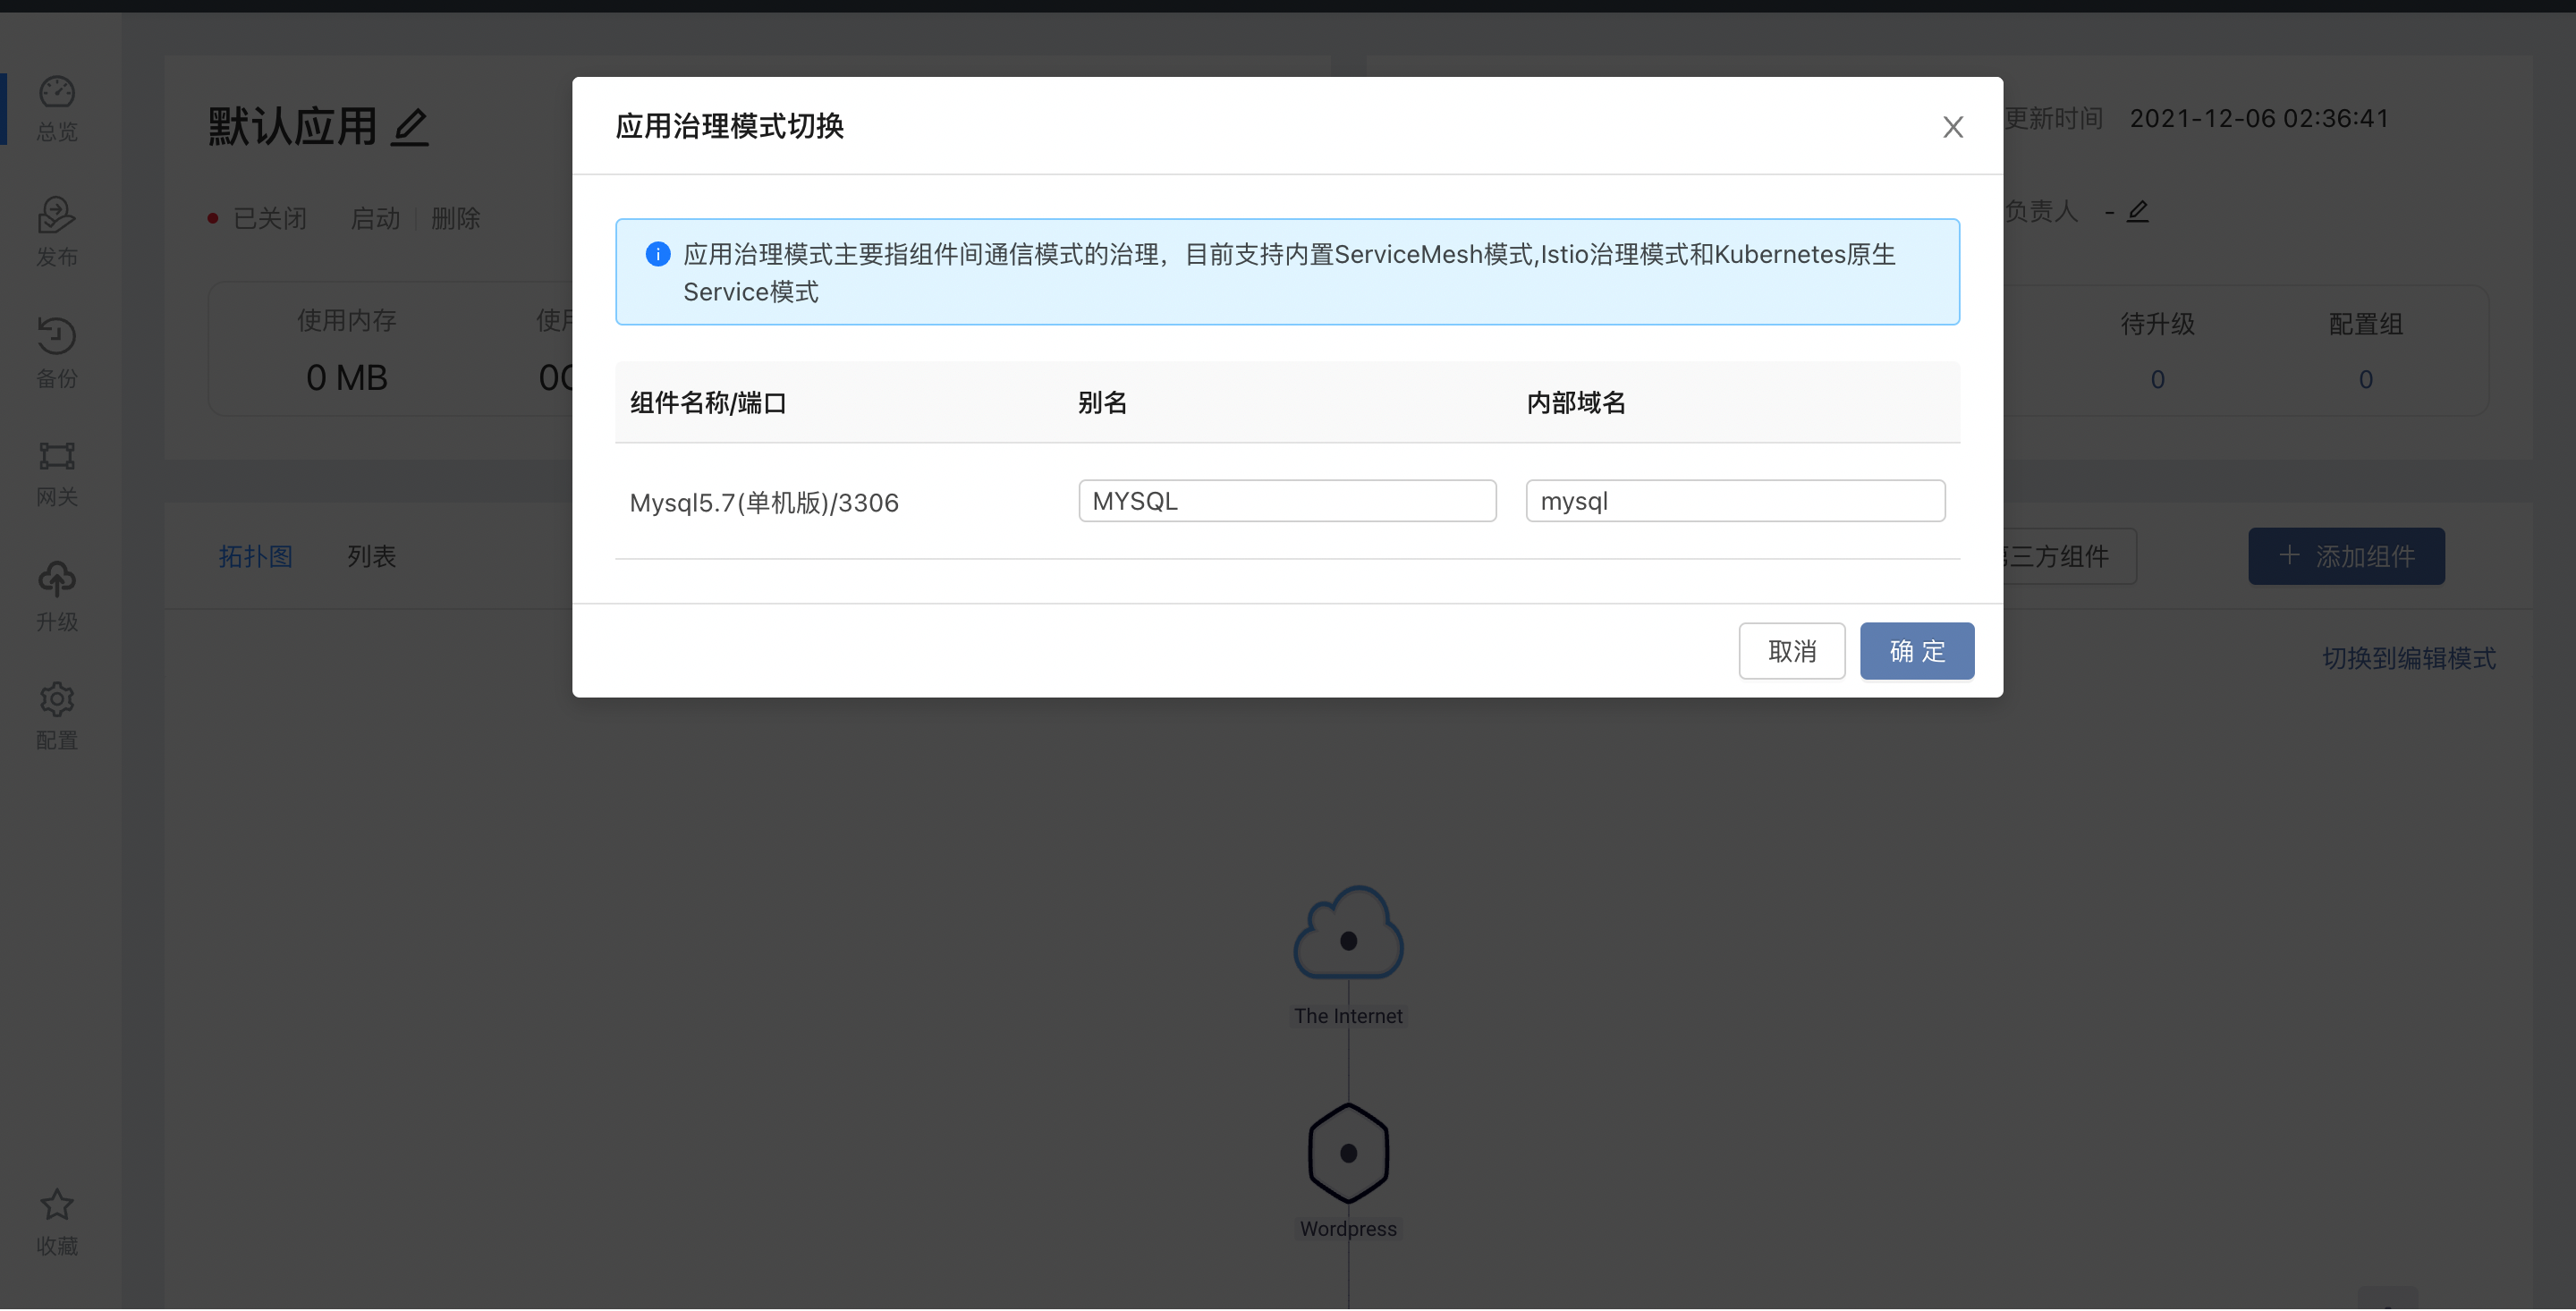 应用治理模式切换
应用治理模式主要指组件间通信模式的治理，目前支持内置ServiceMesh模式,Istio治理模式和Kubernetes原生
Service模式
组件名称/端口 别名 内部域名
Mysql5.7(单机版)/3306 MYSQL mysql
取消 确 定
总览
发布
备份
网关
升级
配置
收藏
默认应用
已关闭 启动 删除
使用内存
0 MB
更新时间 2021-12-06 02:36:41
负责人 -
待升级 配置组
0 0
拓扑图 列表
三方组件 添加组件
切换到编辑模式
The Internet
Wordpress